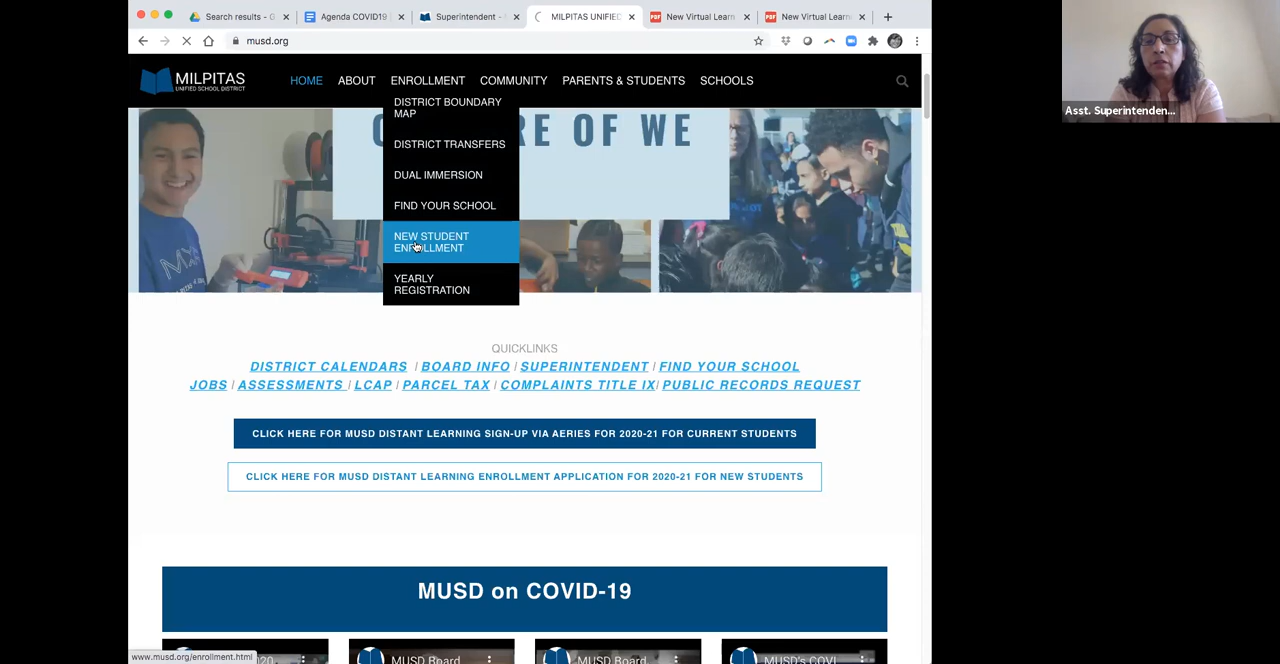 Search results - G
Agenda COVID19
Superintendent -
MILPITAS UNIFIED
New Virtual Learn
New Virtual Learn
musd.org
MILPITAS
UNIFIED SCHOOL DISTRICT
HOME
ABOUT
ENROLLMENT
COMMUNITY
PARENTS & STUDENTS
SCHOOLS
RE OF WE
DISTRICT BOUNDARY
MAP
DISTRICT TRANSFERS
DUAL IMMERSION
FIND YOUR SCHOOL
NEW STUDENT
ENROLLMENT
YEARLY
REGISTRATION
QUICKLINKS
DISTRICT CALENDARS / BOARD INFO / SUPERINTENDENT / FIND YOUR SCHOOL
JOBS / ASSESSMENTS / LCAP / PARCEL TAX / COMPLAINTS TITLE IX/ PUBLIC RECORDS REQUEST
CLICK HERE FOR MUSD DISTANT LEARNING SIGN-UP VIA AERIES FOR 2020-21 FOR CURRENT STUDENTS
CLICK HERE FOR MUSD DISTANT LEARNING ENROLLMENT APPLICATION FOR 2020-21 FOR NEW STUDENTS
MUSD on COVID-19
MUSD Board
MUSD Board
MUSD's COVI
www.musd.org/enrollment.html
Asst. Superintenden...